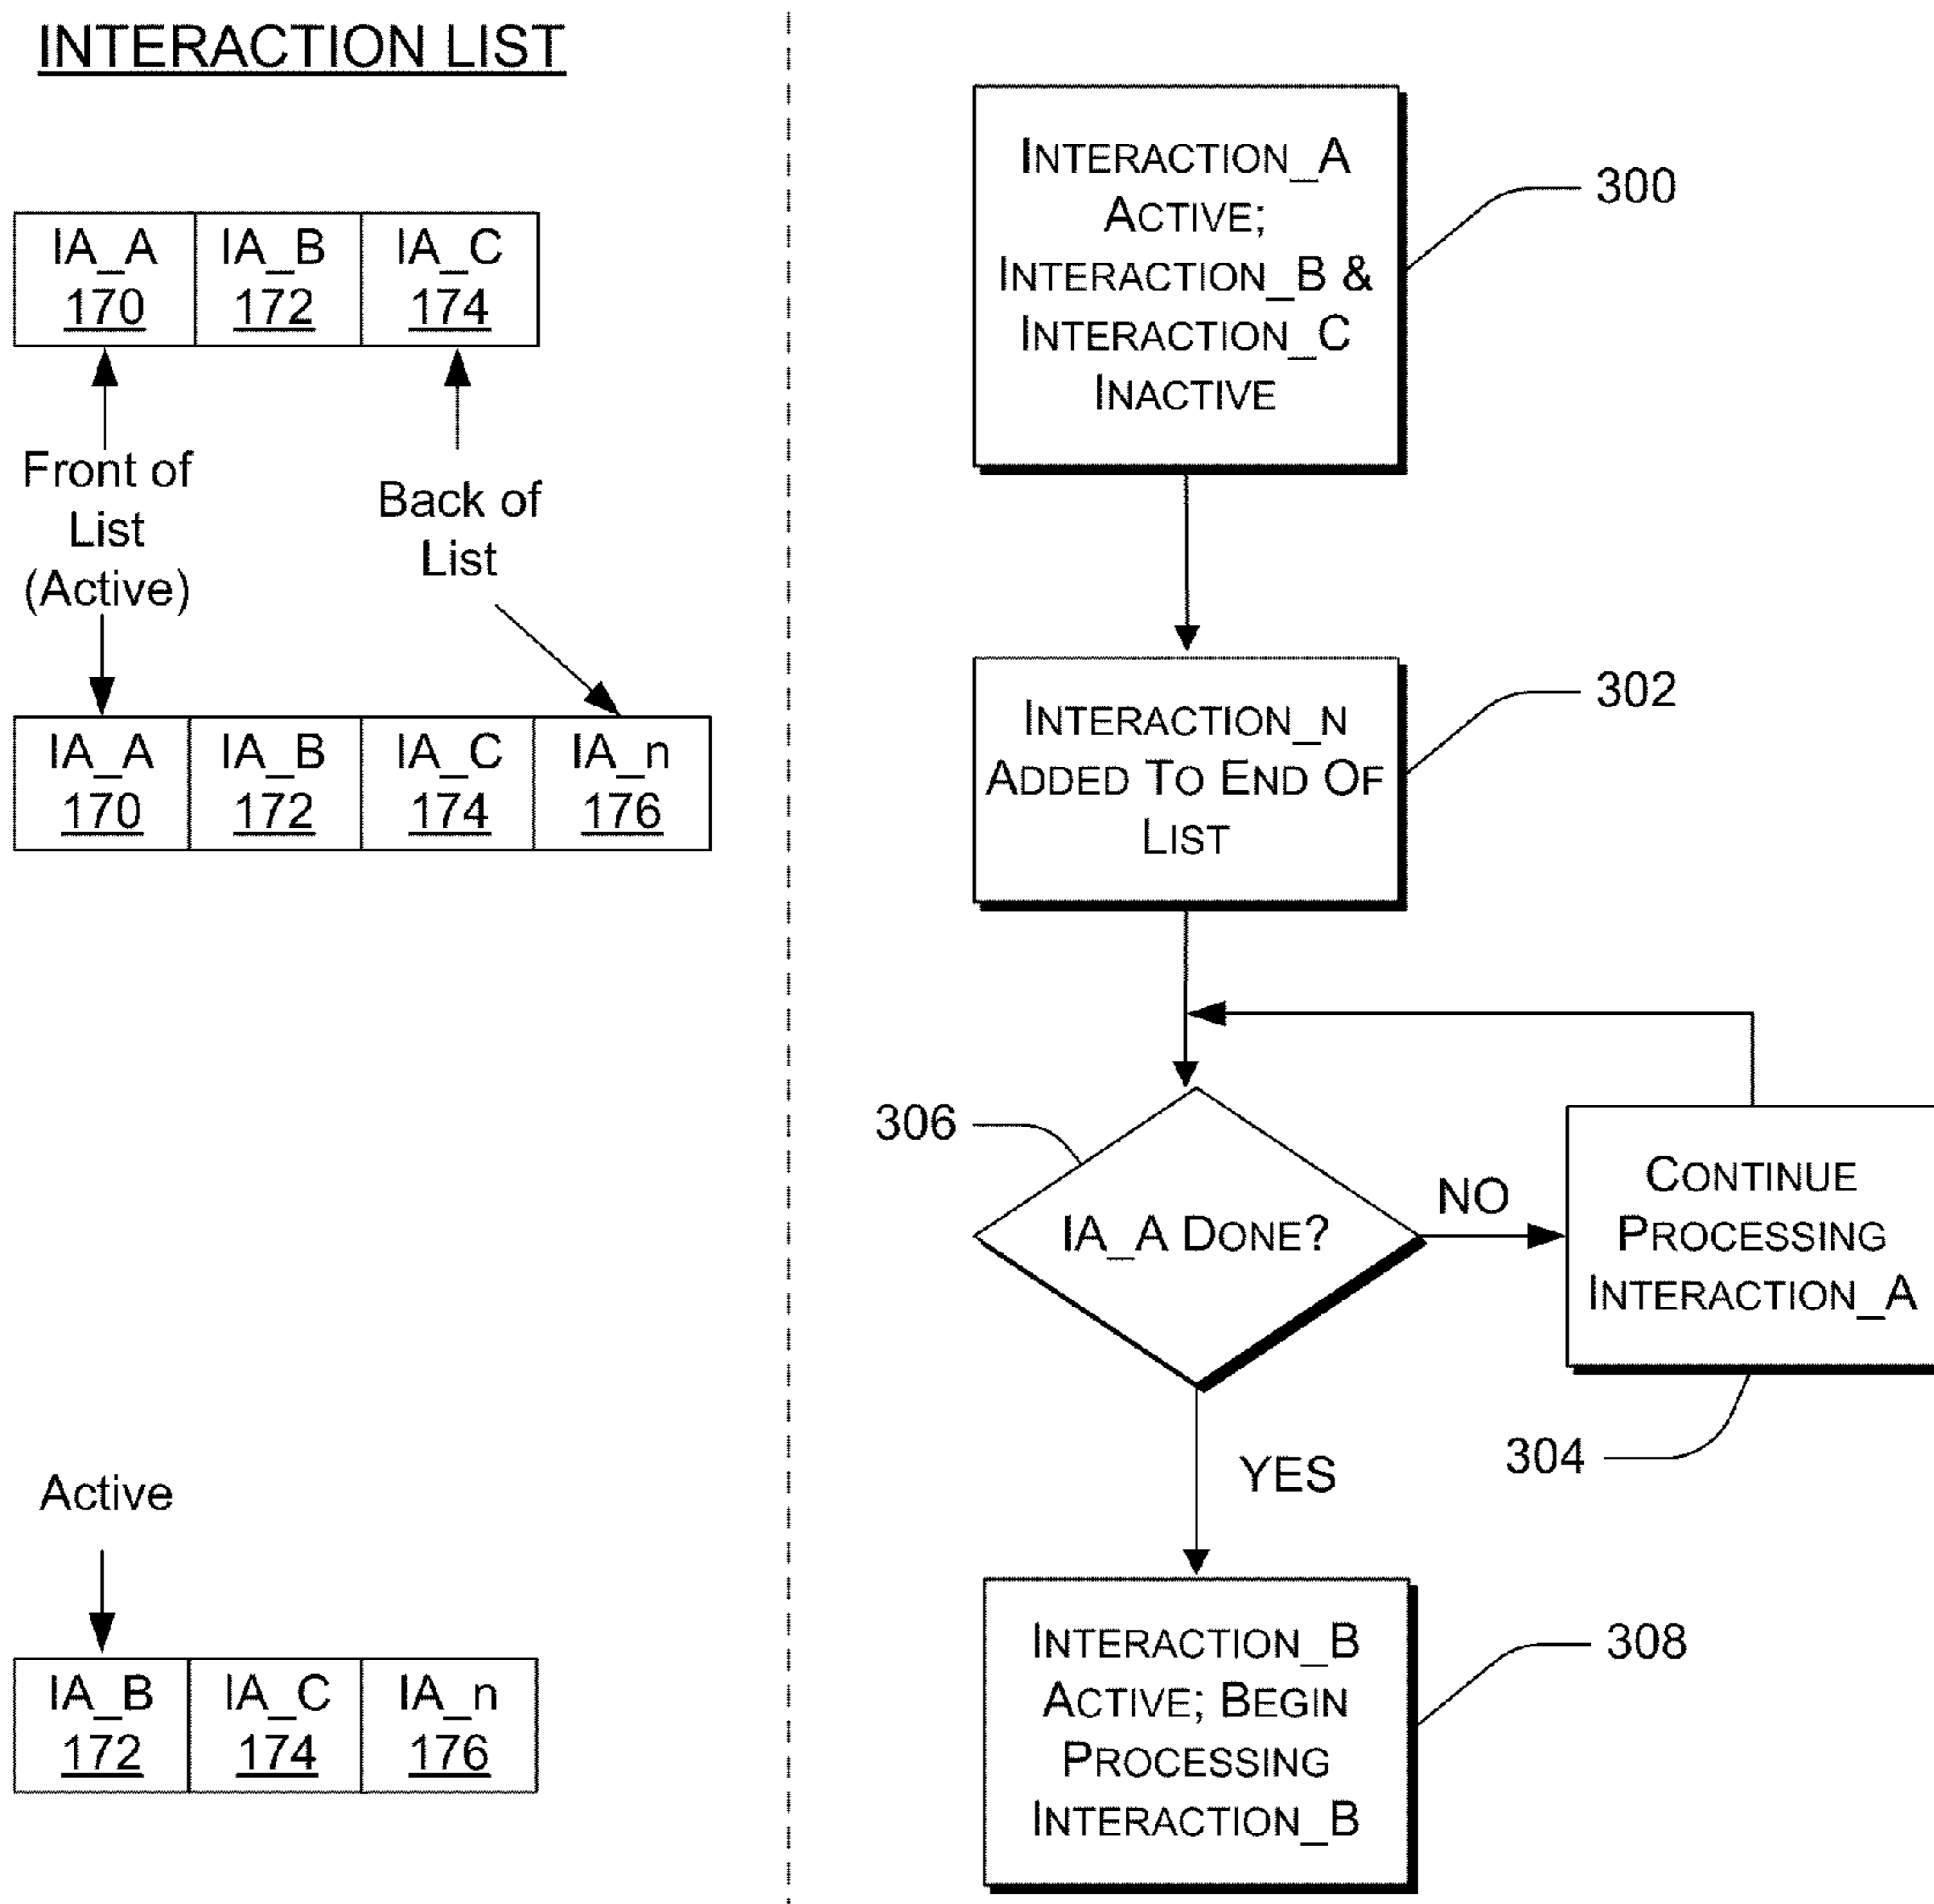 INTERACTION LIST
IA_A
170
IA_B
172
IA_C
174
Front of
List
(Active)
Back of
List
IA_A
170
IA_B
172
IA_C
174
IA_n
176
Active
IA_B
172
IA_C
174
IA_n
176
INTERACTION_A
ACTIVE;
INTERACTION_B &
INTERACTION_C
INACTIVE
300
INTERACTION_N
ADDED TO END OF
LIST
302
306
IA_A DONE?
NO
CONTINUE
PROCESSING
INTERACTION_A
304
YES
INTERACTION_B
ACTIVE; BEGIN
PROCESSING
INTERACTION_B
308